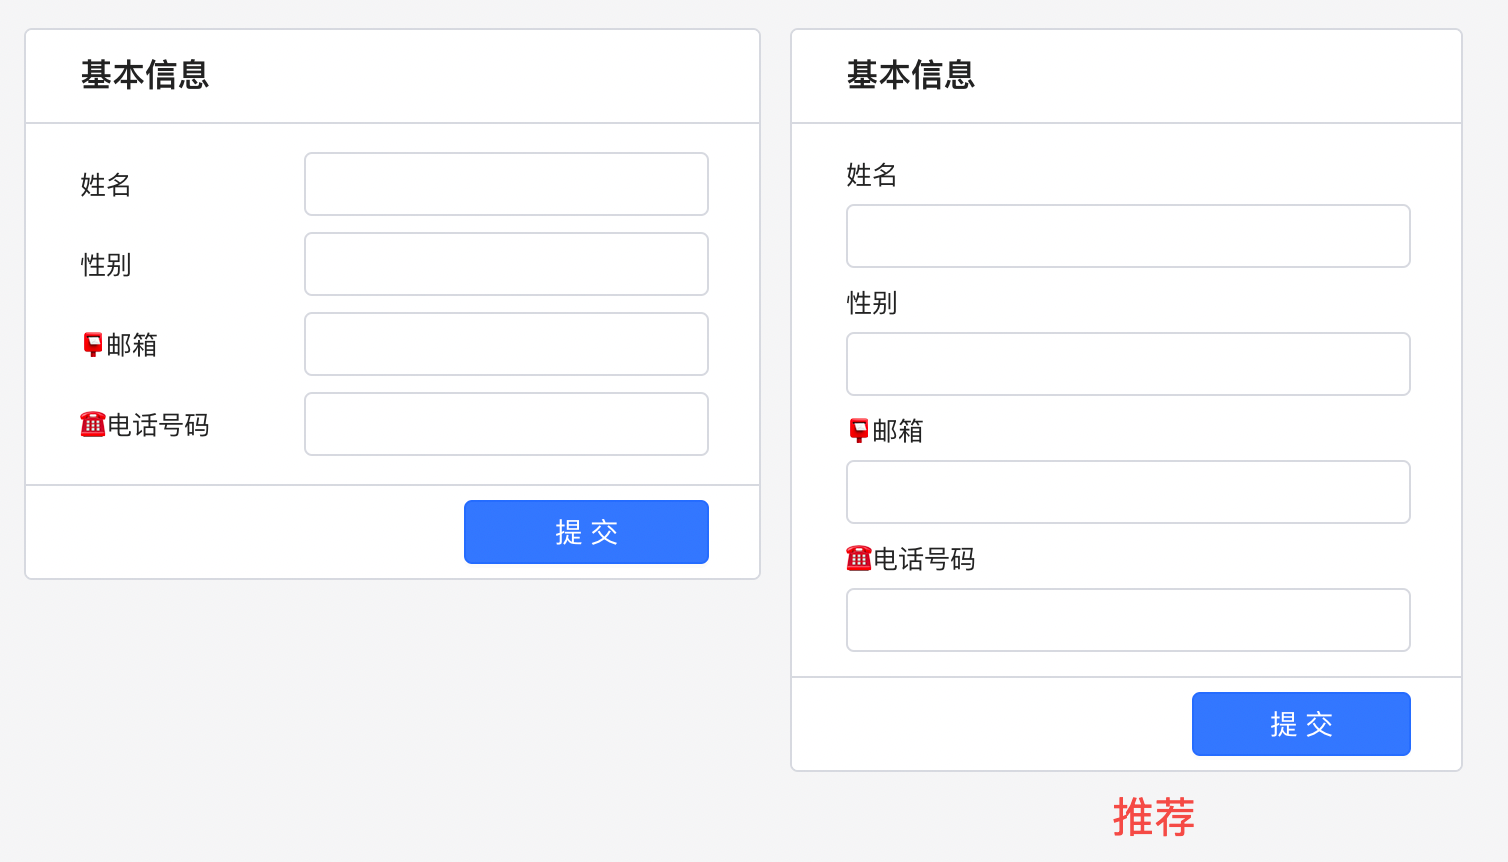 基本信息
姓名
性别
📮邮箱
☎️电话号码
提 交
基本信息
姓名
性别
📮邮箱
☎️电话号码
提 交
推荐